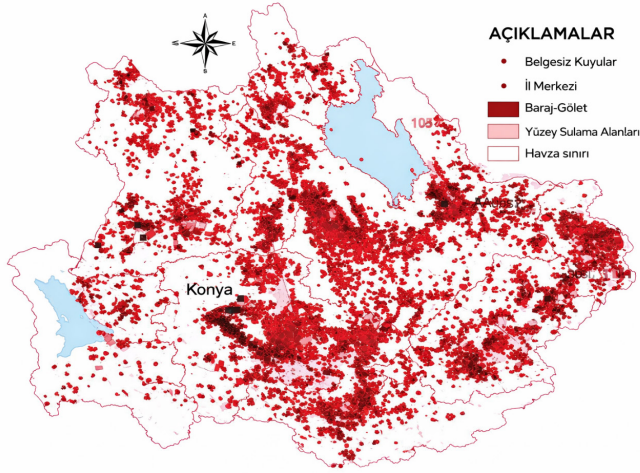 AÇIKLAMALAR
Belgesiz Kuyular
İl Merkezi
Baraj-Gölet
Yüzey Sulama Alanları
Havza sınırı
A
E
S
Konya